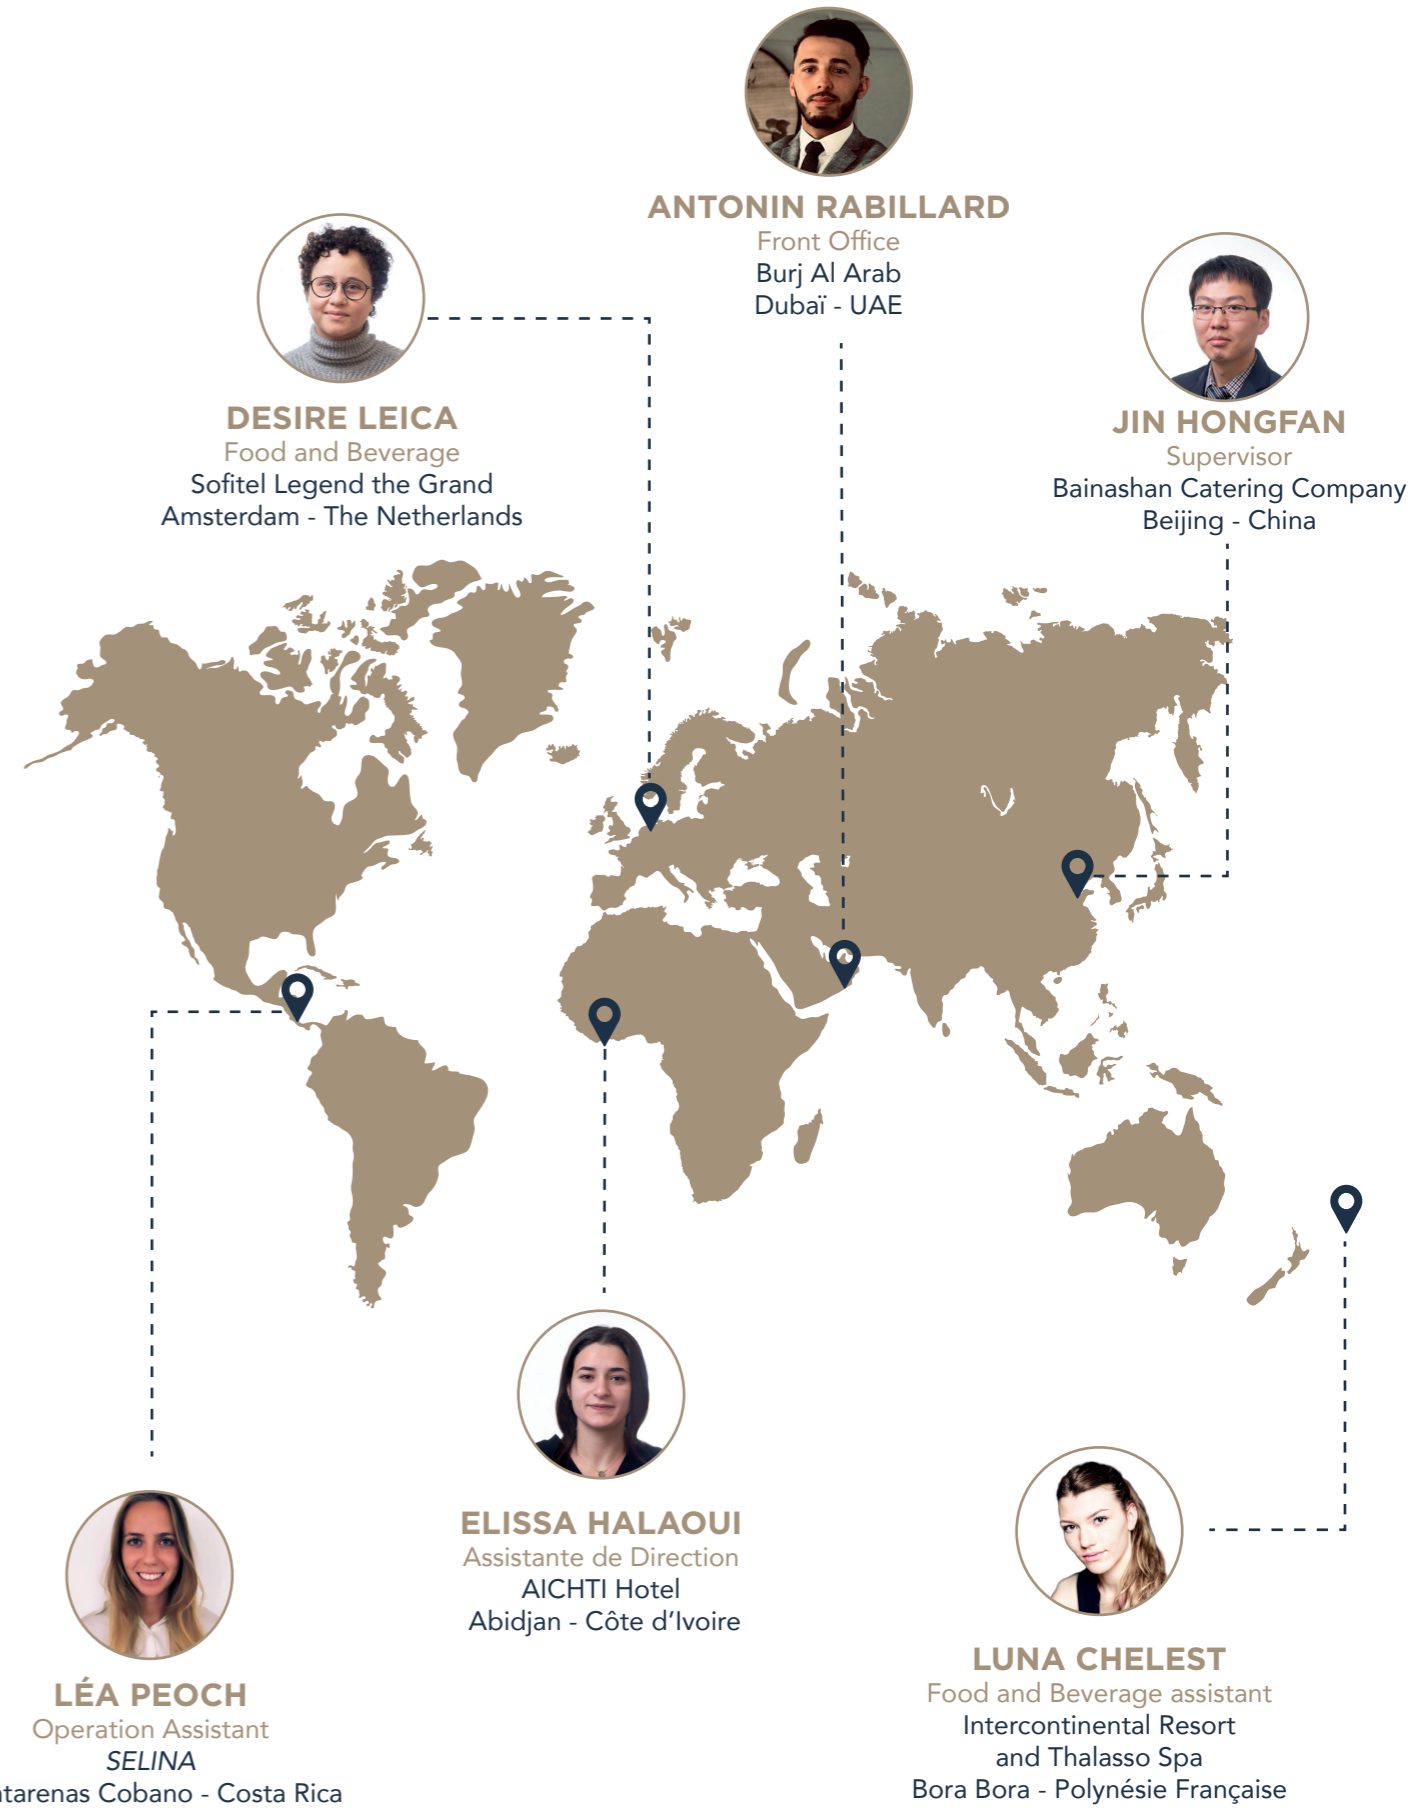 ANTONIN RABILLARD
Front Office
Burj Al Arab
Dubaï - UAE
DESIRE LEICA
Food and Beverage
Sofitel Legend the Grand
Amsterdam - The Netherlands
JIN HONGFAN
Supervisor
Bainashan Catering Company
Beijing - China
ELISSA HALAOUI
Assistante de Direction
AICHTI Hotel
Abidjan - Côte d’Ivoire
LÉA PEOCH
Operation Assistant
SELINA
ntarenas Cobano - Costa Rica
LUNA CHELEST
Food and Beverage assistant
Intercontinental Resort
and Thalasso Spa
Bora Bora - Polynésie Française